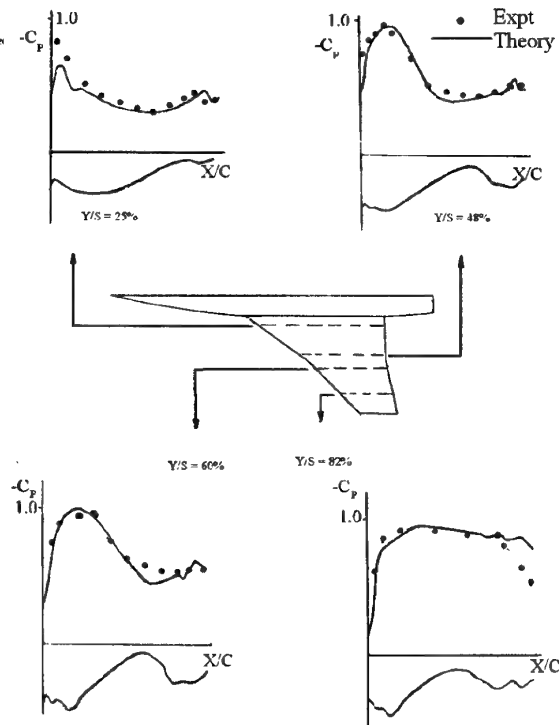 1.0
-Cp
X/C
Y/S = 25%
1.0
-Cp
Expt
Theory
X/C
Y/S = 48%
Y/S = 60%
Y/S = 82%
-Cp
1.0
X/C
-Cp
1.0
X/C